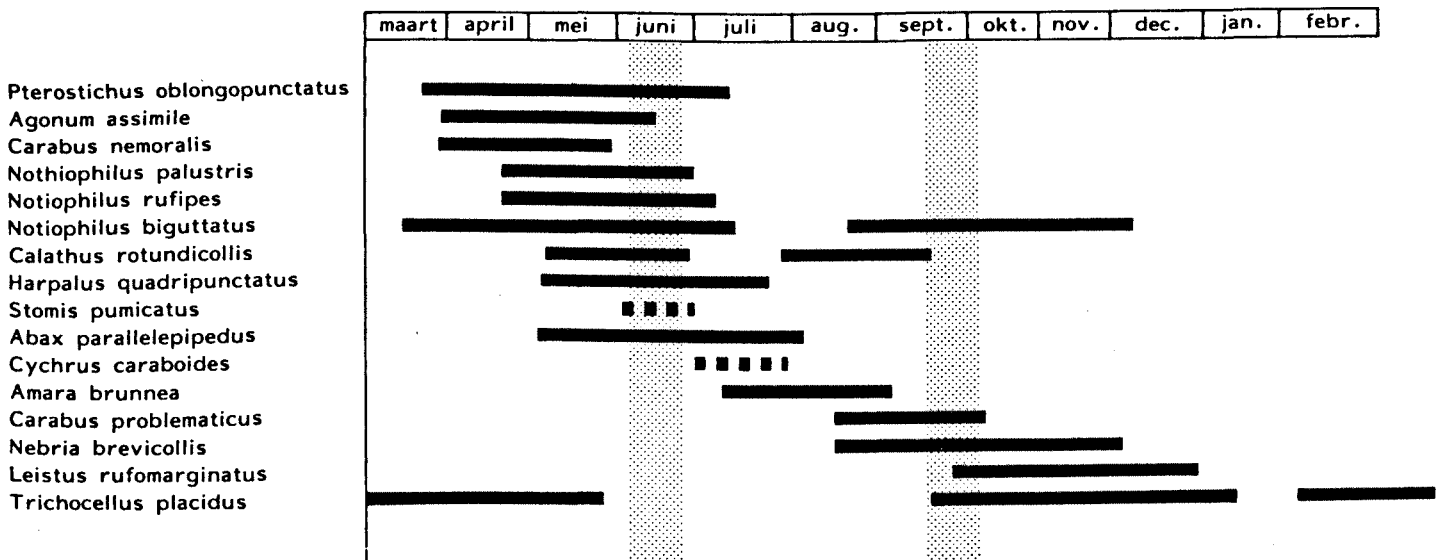 maart april mei juni juli aug. sept. okt. nov. dec. jan. febr.
Pterostichus oblongopunctatus
Agonum assimile
Carabus nemoralis
Nothiophilus palustris
Notiophilus rufipes
Notiophilus biguttatus
Calathus rotundicollis
Harpalus quadripunctatus
Stomis pumicatus
Abax parallelepipedus
Cychrus caraboides
Amara brunnea
Carabus problematicus
Nebria brevicollis
Leistus rufomarginatus
Trichocellus placidus